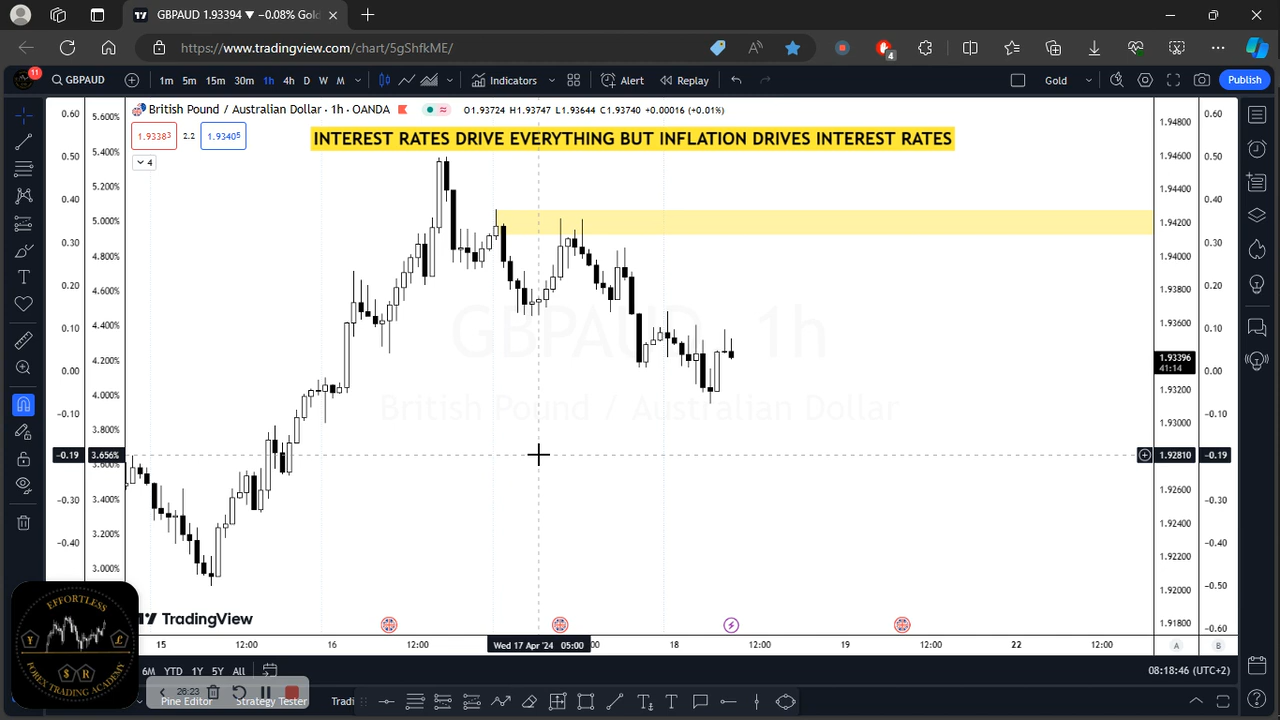 GBPAUD 1.93394 ▼ −0.08% Gold
https://www.tradingview.com/chart/5gShfkME/
4
11
GBPAUD
1m 5m 15m 30m 1h 4h D W M
Indicators
Alert
Replay
Gold
Publish
British Pound / Australian Dollar · 1h · OANDA
O1.93724 H1.93747 L1.93644 C1.93740 +0.00016 (+0.01%)
1.93383 2.2 1.93405
4
INTEREST RATES DRIVE EVERYTHING BUT INFLATION DRIVES INTEREST RATES
GBPAUD, 1h
British Pound / Australian Dollar
0.60
0.50
0.40
0.30
0.20
0.10
0.00
−0.10
−0.19
−0.30
−0.40
5.600%
5.400%
5.200%
5.000%
4.800%
4.600%
4.400%
4.200%
4.000%
3.800%
3.656%
3.600%
3.400%
3.200%
3.000%
1.94800
1.94600
1.94400
1.94200
1.94000
1.93800
1.93600
1.93396
41:14
1.93200
1.93000
1.92810
1.92600
1.92400
1.92200
1.92000
1.91800
0.60
0.50
0.40
0.30
0.20
0.10
0.00
−0.10
−0.19
−0.30
−0.40
−0.50
−0.60
TradingView
15 12:00 16 12:00 Wed 17 Apr '24 05:00 :00 18 12:00 19 12:00 22 12:00
A B
6M YTD 1Y 5Y All
08:18:46 (UTC+2)
26:23
Pine Editor Strategy Tester Tradi
EFFORTLESS
FOREX TRADING ACADEMY
¥ £ $ R